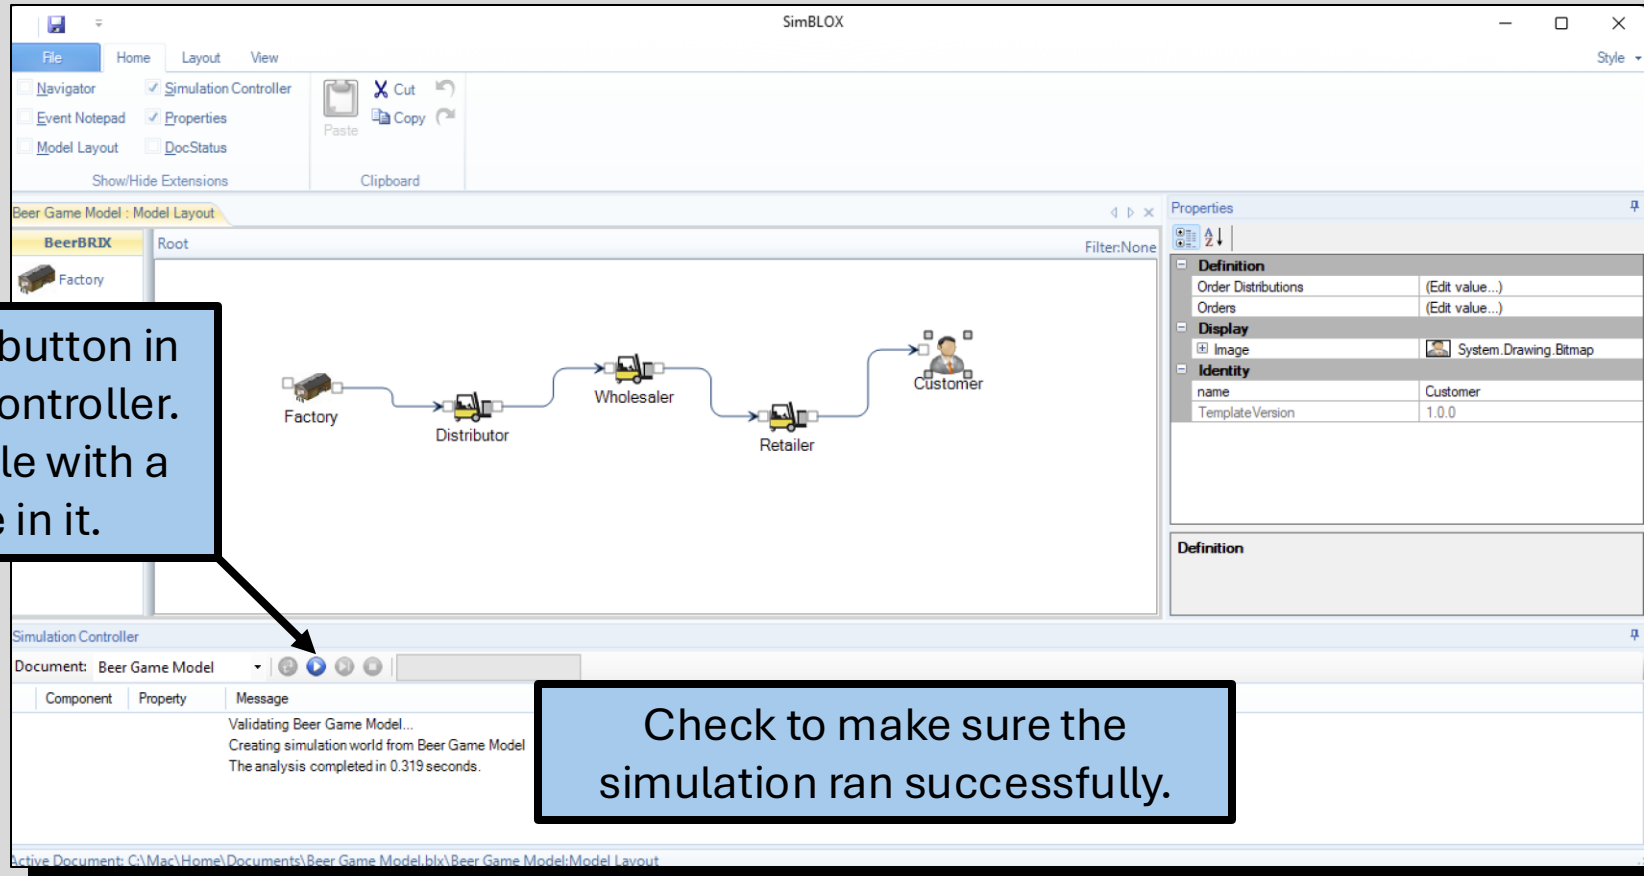 SimBLOX
File Home Layout View Style
Navigator Simulation Controller
Event Notepad Properties
Model Layout DocStatus
Show/Hide Extensions
Paste
Cut
Copy
Clipboard
Beer Game Model : Model Layout
BeerBRIX
Factory
Root Filter:None
Factory
Distributor
Wholesaler
Retailer
Customer
button in
ontroller.
le with a
in it.
Properties
Definition
Order Distributions (Edit value...)
Orders (Edit value...)
Display
Image System.Drawing.Bitmap
Identity
name Customer
TemplateVersion 1.0.0
Definition
Simulation Controller
Document: Beer Game Model
Component Property Message
Validating Beer Game Model...
Creating simulation world from Beer Game Model
The analysis completed in 0.319 seconds.
Check to make sure the
simulation ran successfully.
Active Document: C:\Mac\Home\Documents\Beer Game Model.blx\Beer Game Model:Model Layout